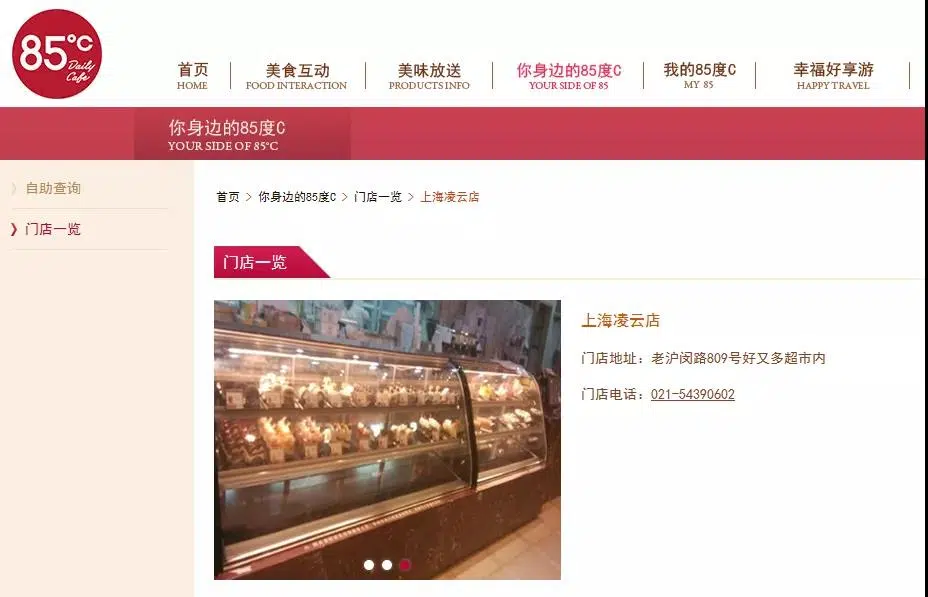 85℃
Daily
Cafe
首页
HOME
美食互动
FOOD INTERACTION
美味放送
PRODUCTS INFO
你身边的85度C
YOUR SIDE OF 85
我的85度C
MY 85
幸福好享游
HAPPY TRAVEL
你身边的85度C
YOUR SIDE OF 85°C
自助查询
门店一览
首页 > 你身边的85度C > 门店一览 > 上海凌云店
门店一览
上海凌云店
门店地址：老沪闵路809号好又多超市内
门店电话：021-54390602